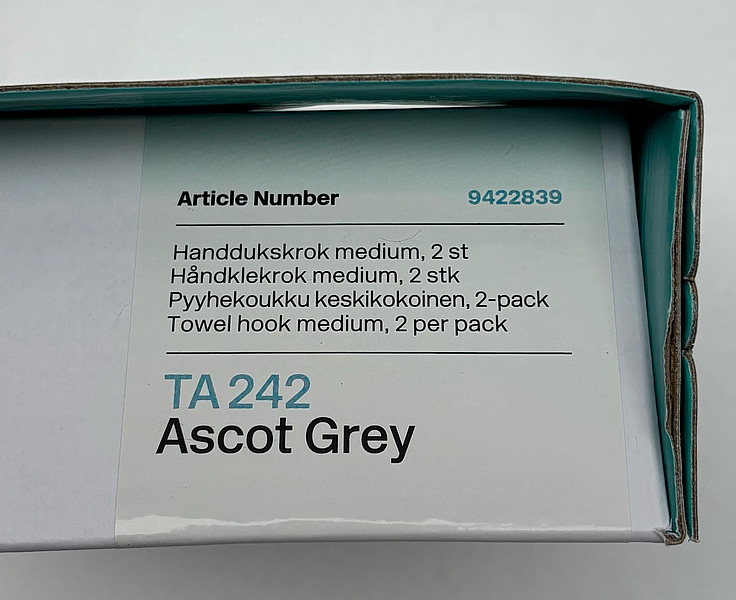 Article Number 9422839
Handdukskrok medium, 2 st
Håndklekrok medium, 2 stk
Pyyhekoukku keskikokoinen, 2-pack
Towel hook medium, 2 per pack
TA 242
Ascot Grey